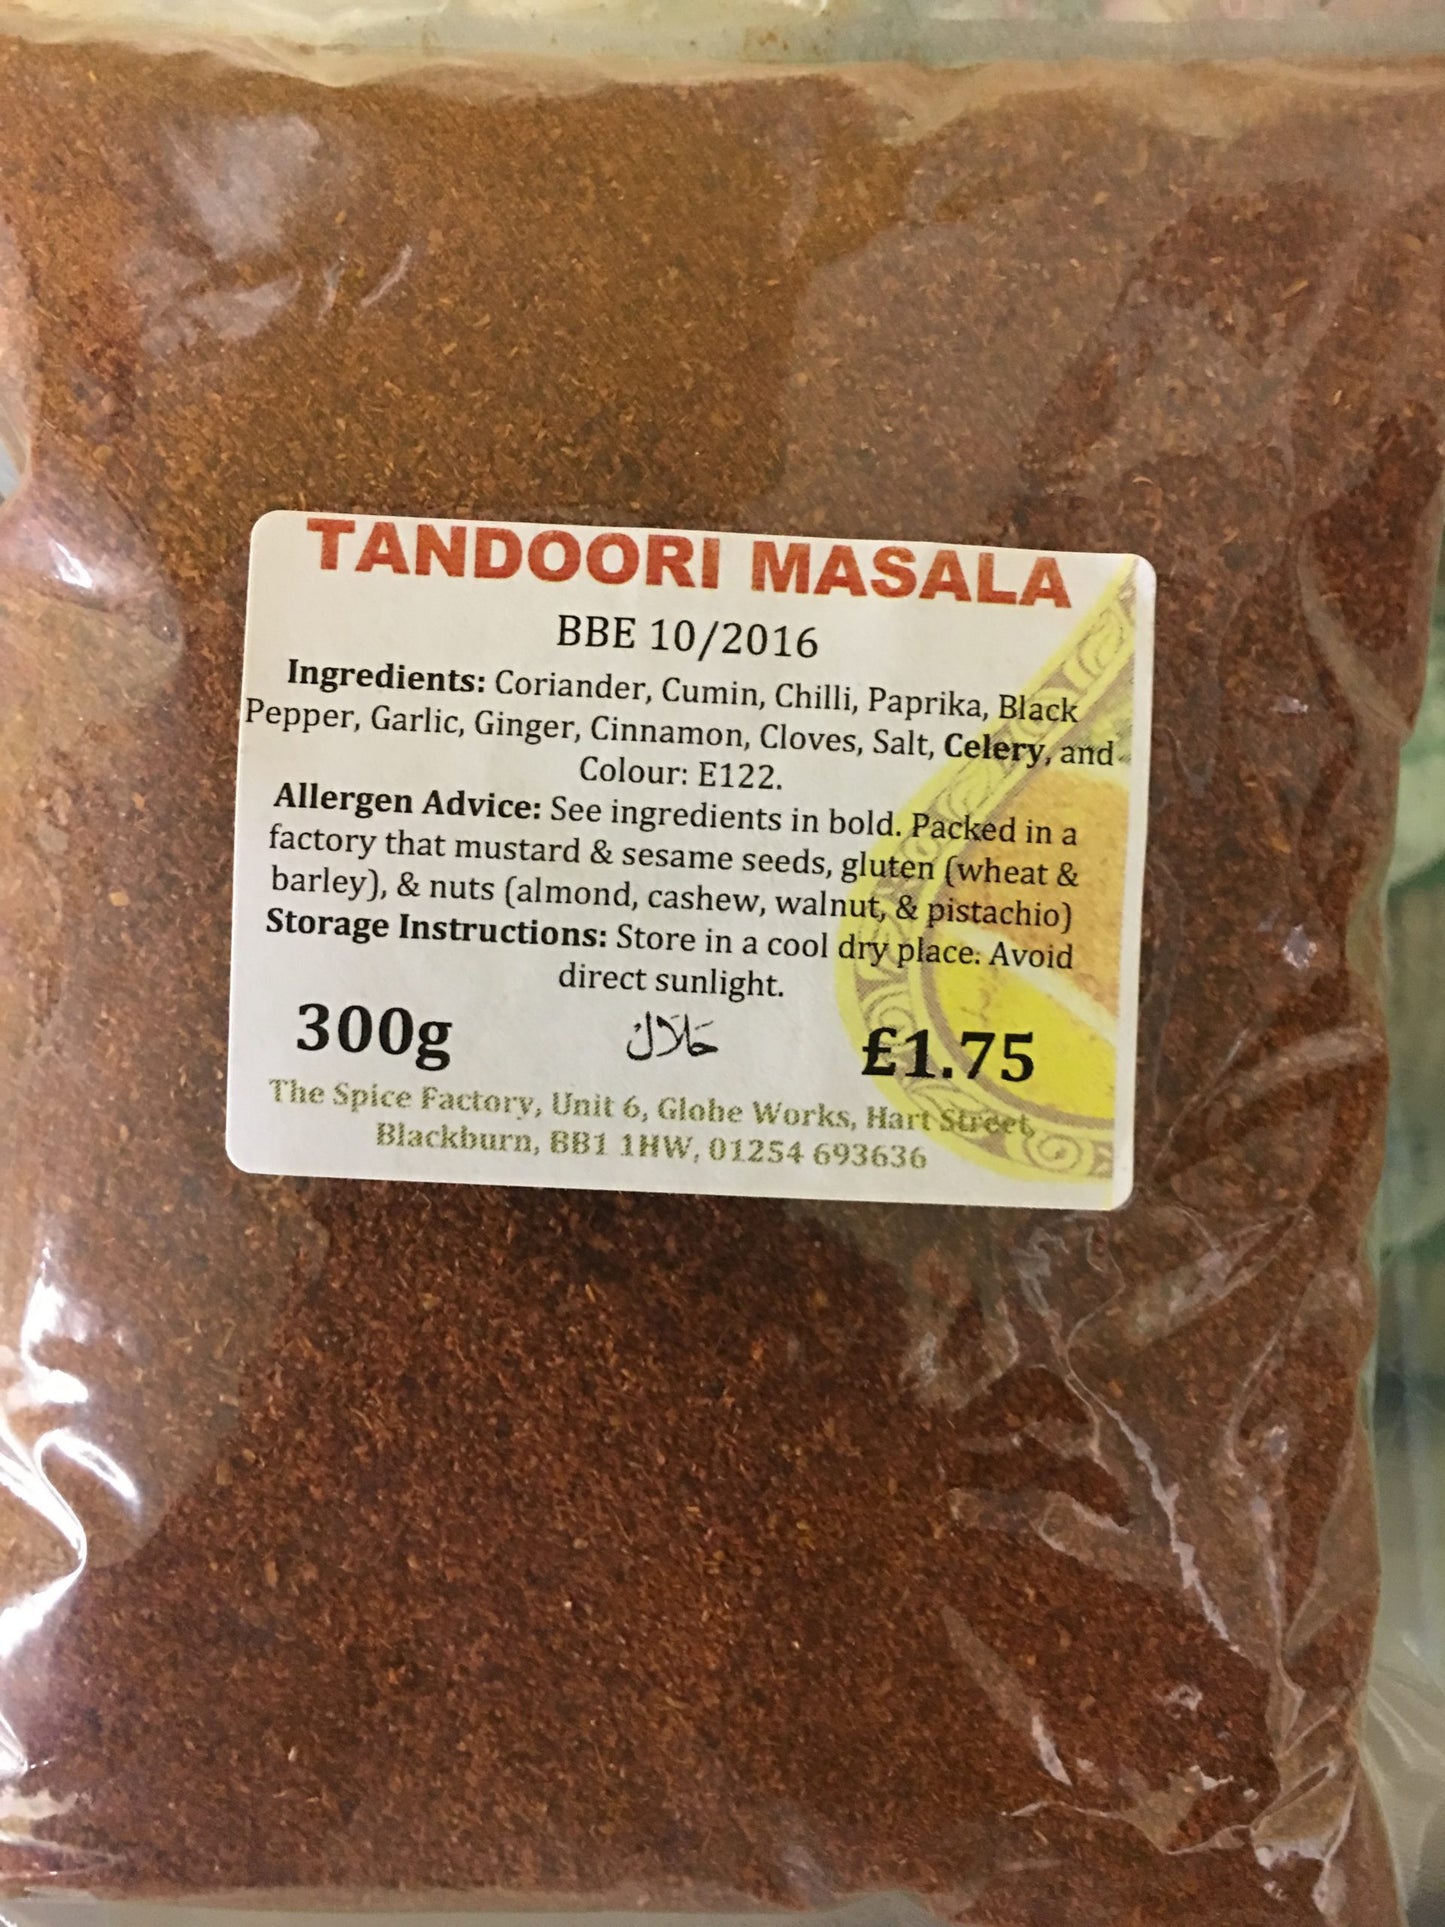 TANDOORI MASALA
BBE 10/2016
Ingredients: Coriander, Cumin, Chilli, Paprika, Black
Pepper, Garlic, Ginger, Cinnamon, Cloves, Salt, Celery, and
Colour: E122.
Allergen Advice: See ingredients in bold. Packed in a
factory that mustard & sesame seeds, gluten (wheat &
barley), & nuts (almond, cashew, walnut, & pistachio)
Storage Instructions: Store in a cool dry place. Avoid
direct sunlight.
300g حَلَالْ £1.75
The Spice Factory, Unit 6, Globe Works, Hart Street,
Blackburn, BB1 1HW, 01254 693636